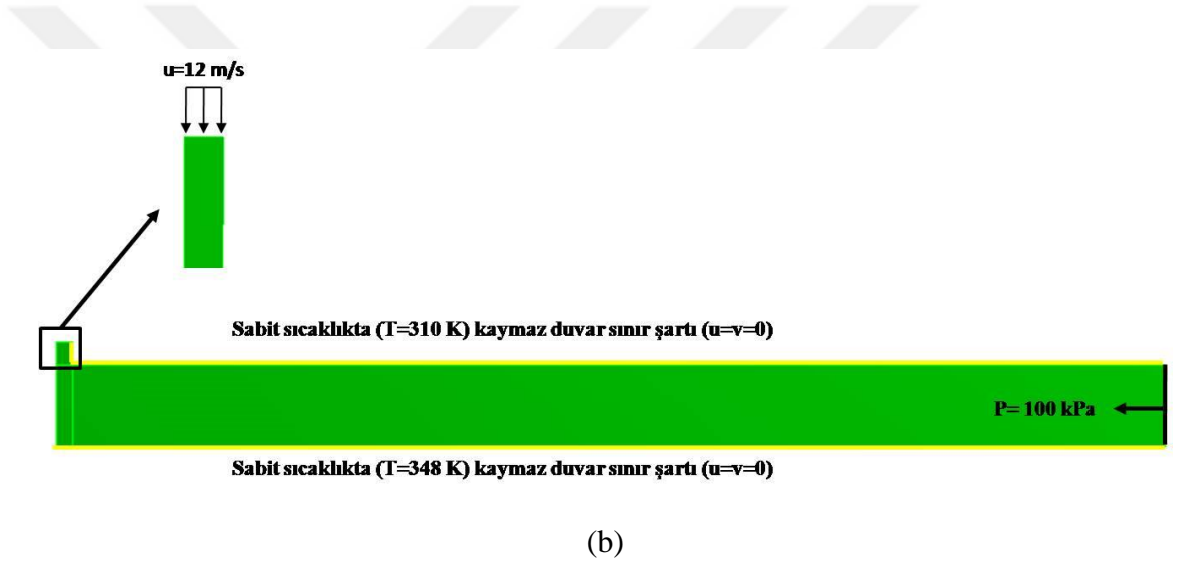 u=12 m/s
Sabit sıcaklıkta (T=310 K) kaymaz duvar sınır şartı (u=v=0)
P= 100 kPa
Sabit sıcaklıkta (T=348 K) kaymaz duvar sınır şartı (u=v=0)
(b)